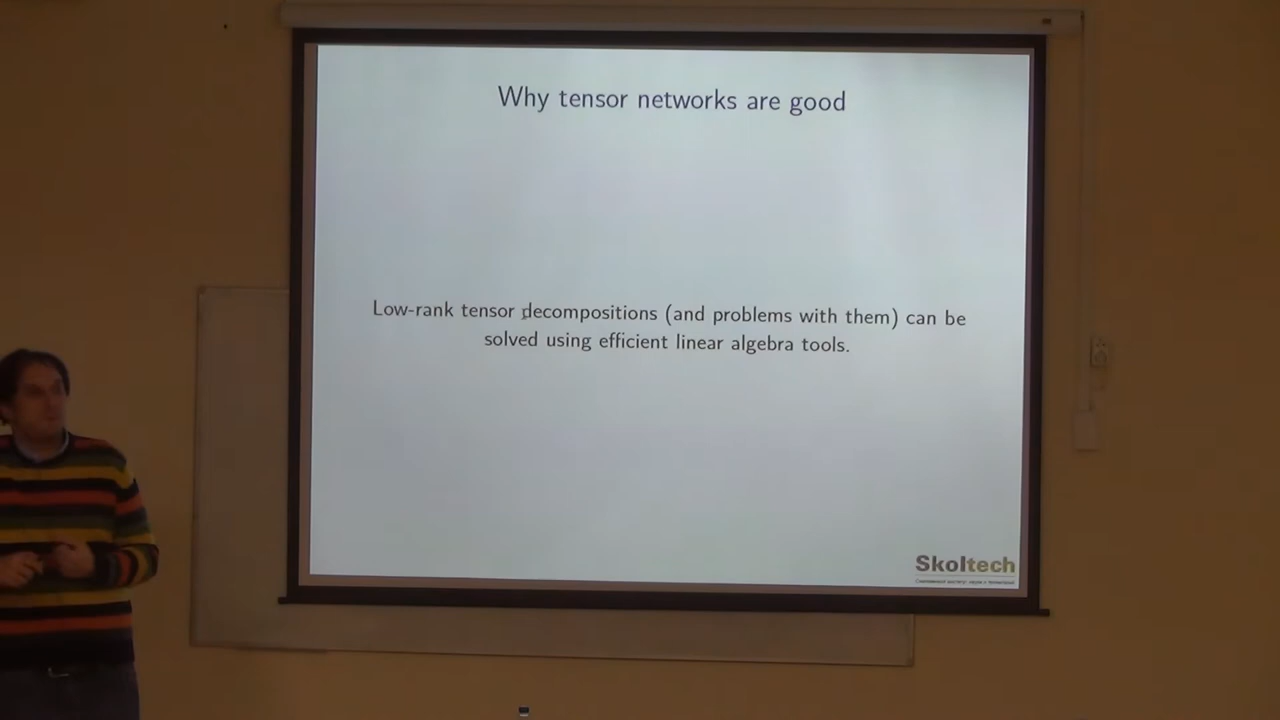 Why tensor networks are good
Low-rank tensor decompositions (and problems with them) can be
solved using efficient linear algebra tools.
Skoltech